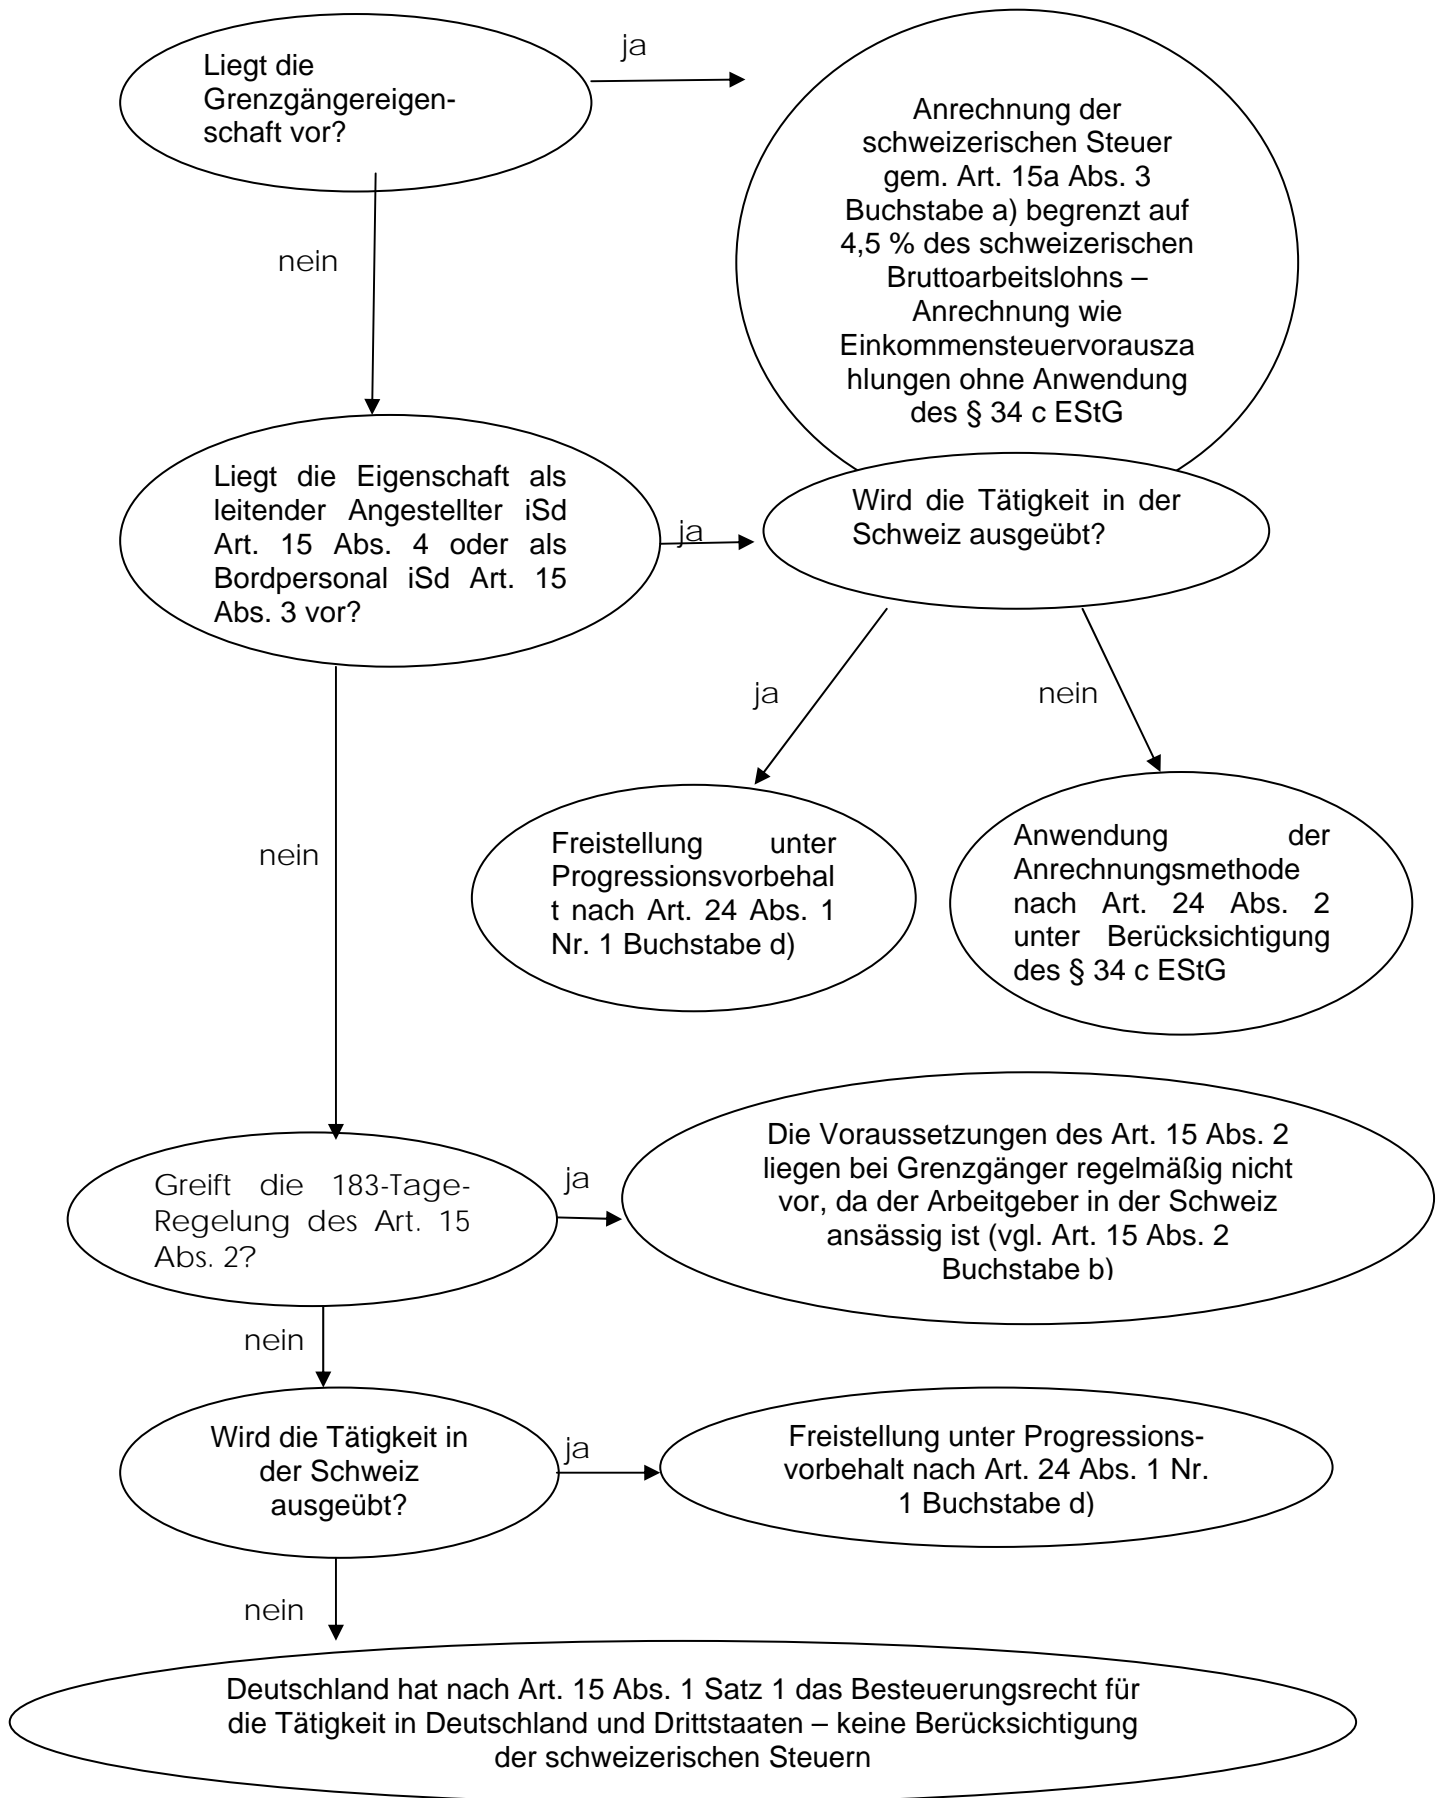 Liegt die
Grenzgängereigen-
schaft vor?
ja
Anrechnung der
schweizerischen Steuer
gem. Art. 15a Abs. 3
Buchstabe a) begrenzt auf
4,5 % des schweizerischen
Bruttoarbeitslohns –
Anrechnung wie
Einkommensteuervorausza
hlungen ohne Anwendung
des § 34 c EStG
nein
Liegt die Eigenschaft als
leitender Angestellter iSd
Art. 15 Abs. 4 oder als
Bordpersonal iSd Art. 15
Abs. 3 vor?
ja
Wird die Tätigkeit in der
Schweiz ausgeübt?
ja
nein
Freistellung unter
Progressionsvorbehal
t nach Art. 24 Abs. 1
Nr. 1 Buchstabe d)
Anwendung der
Anrechnungsmethode
nach Art. 24 Abs. 2
unter Berücksichtigung
des § 34 c EStG
nein
Greift die 183-Tage-
Regelung des Art. 15
Abs. 2?
ja
Die Voraussetzungen des Art. 15 Abs. 2
liegen bei Grenzgänger regelmäßig nicht
vor, da der Arbeitgeber in der Schweiz
ansässig ist (vgl. Art. 15 Abs. 2
Buchstabe b)
nein
Wird die Tätigkeit in
der Schweiz
ausgeübt?
ja
Freistellung unter Progressions-
vorbehalt nach Art. 24 Abs. 1 Nr.
1 Buchstabe d)
nein
Deutschland hat nach Art. 15 Abs. 1 Satz 1 das Besteuerungsrecht für
die Tätigkeit in Deutschland und Drittstaaten – keine Berücksichtigung
der schweizerischen Steuern